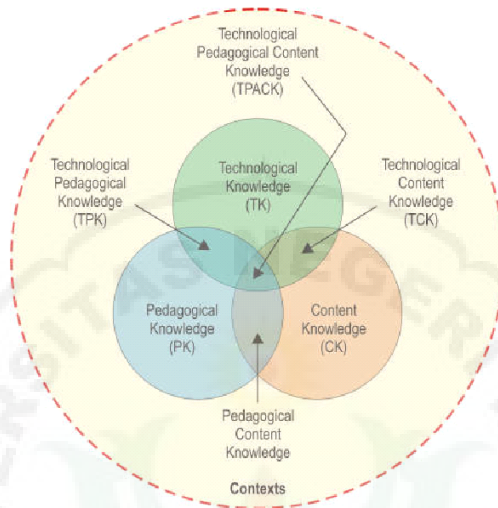 Technological
Pedagogical Content
Knowledge
(TPACK)
Technological
Pedagogical
Knowledge
(TPK)
Technological
Knowledge
(TK)
Technological
Content
Knowledge
(TCK)
Pedagogical
Knowledge
(PK)
Content
Knowledge
(CK)
Pedagogical
Content
Knowledge
Contexts